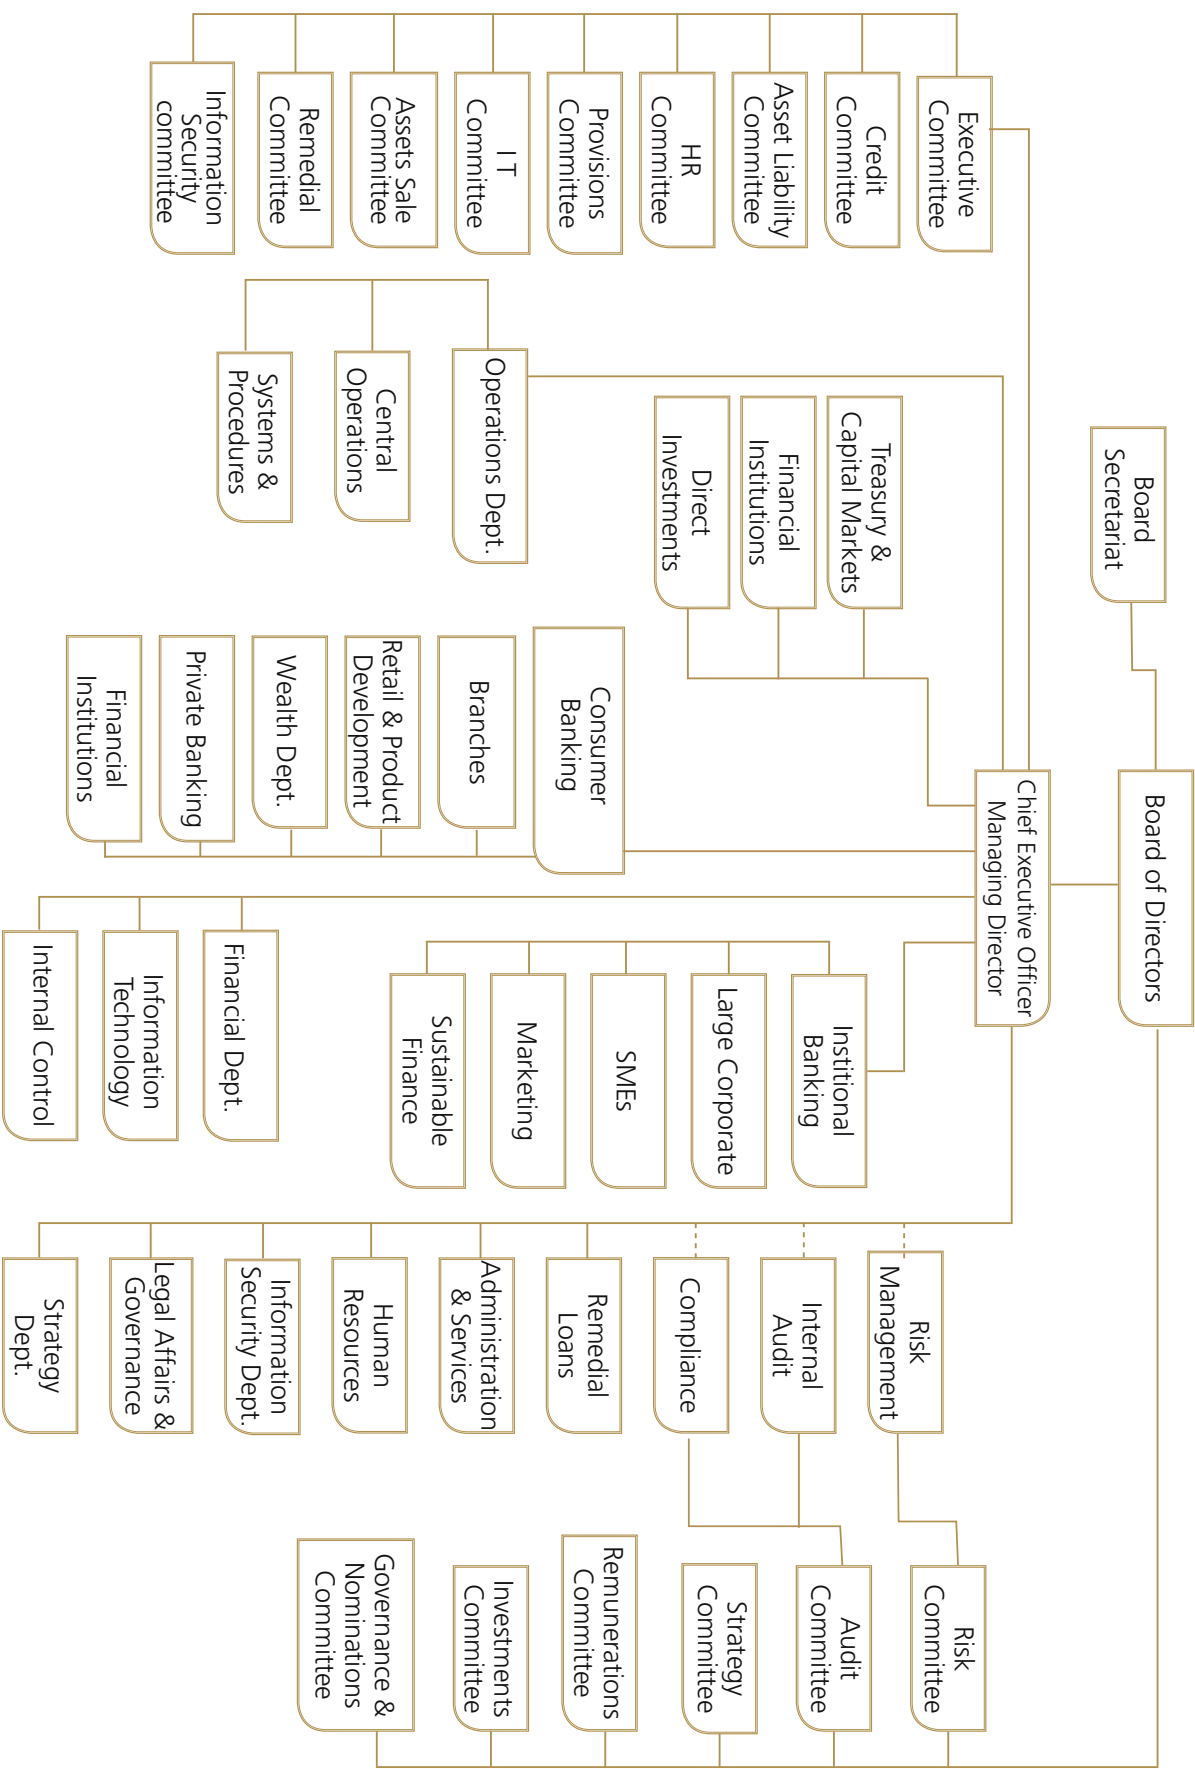 Board
Secretariat
Board of Directors
Chief Executive Officer
Managing Director
Executive
Committee
Credit
Committee
Asset Liability
Committee
HR
Committee
Provisions
Committee
I T
Committee
Assets Sale
Committee
Remedial
Committee
Information
Security
committee
Operations Dept.
Central
Operations
Systems &
Procedures
Treasury &
Capital Markets
Financial
Institutions
Direct
Investments
Consumer
Banking
Branches
Retail & Product
Development
Wealth Dept.
Private Banking
Financial
Institutions
Financial Dept.
Information
Technology
Internal Control
Institional
Banking
Large Corporate
SMEs
Marketing
Sustainable
Finance
Risk
Management
Internal
Audit
Compliance
Remedial
Loans
Administration
& Services
Human
Resources
Information
Security Dept.
Legal Affairs &
Governance
Strategy
Dept.
Risk
Committee
Audit
Committee
Strategy
Committee
Remunerations
Committee
Investments
Committee
Governance &
Nominations
Committee